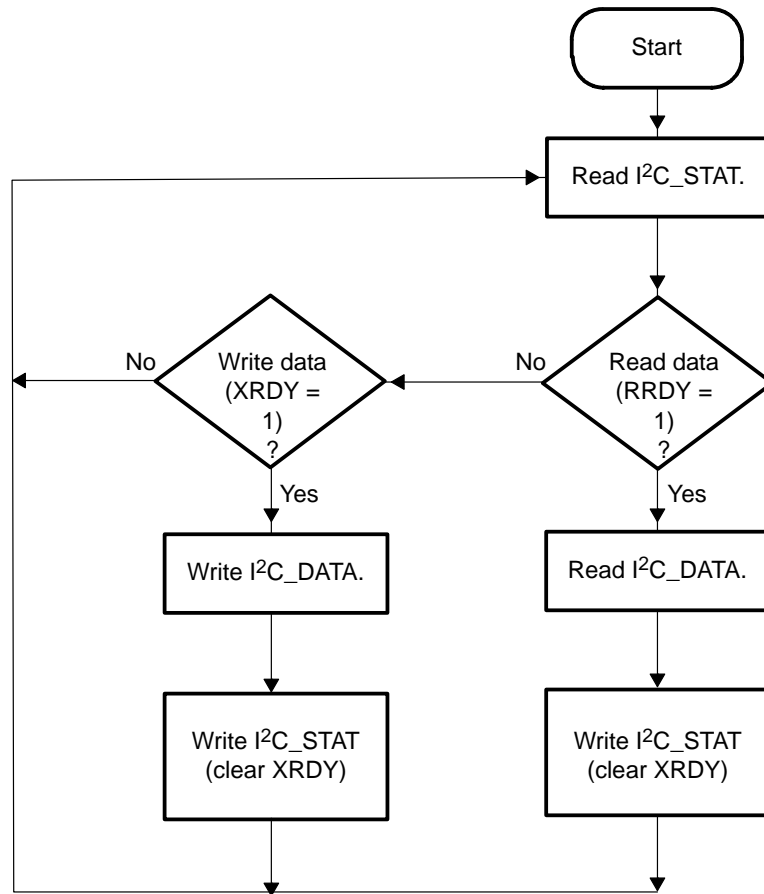 Start
Read I²C_STAT.
No
Write data
(XRDY =
1)
?
No
Read data
(RRDY =
1)
?
Yes
Yes
Write I²C_DATA.
Read I²C_DATA.
Write I²C_STAT
(clear XRDY)
Write I²C_STAT
(clear XRDY)